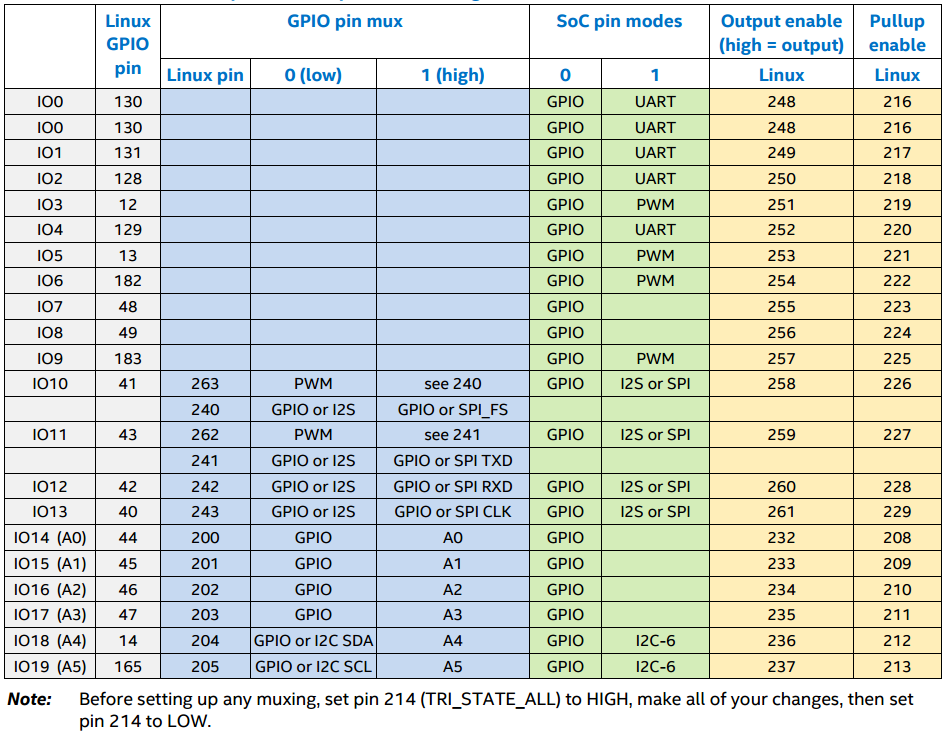 Linux GPIO pin GPIO pin mux SoC pin modes Output enable (high = output) Pullup enable
Linux pin 0 (low) 1 (high) 0 1 Linux Linux
IO0 130 GPIO UART 248 216
IO0 130 GPIO UART 248 216
IO1 131 GPIO UART 249 217
IO2 128 GPIO UART 250 218
IO3 12 GPIO PWM 251 219
IO4 129 GPIO UART 252 220
IO5 13 GPIO PWM 253 221
IO6 182 GPIO PWM 254 222
IO7 48 GPIO 255 223
IO8 49 GPIO 256 224
IO9 183 GPIO PWM 257 225
IO10 41 263 PWM see 240 GPIO I2S or SPI 258 226
240 GPIO or I2S GPIO or SPI_FS
IO11 43 262 PWM see 241 GPIO I2S or SPI 259 227
241 GPIO or I2S GPIO or SPI TXD
IO12 42 242 GPIO or I2S GPIO or SPI RXD GPIO I2S or SPI 260 228
IO13 40 243 GPIO or I2S GPIO or SPI CLK GPIO I2S or SPI 261 229
IO14 (A0) 44 200 GPIO A0 GPIO 232 208
IO15 (A1) 45 201 GPIO A1 GPIO 233 209
IO16 (A2) 46 202 GPIO A2 GPIO 234 210
IO17 (A3) 47 203 GPIO A3 GPIO 235 211
IO18 (A4) 14 204 GPIO or I2C SDA A4 GPIO I2C-6 236 212
IO19 (A5) 165 205 GPIO or I2C SCL A5 GPIO I2C-6 237 213
Note: Before setting up any muxing, set pin 214 (TRI_STATE_ALL) to HIGH, make all of your changes, then set
pin 214 to LOW.